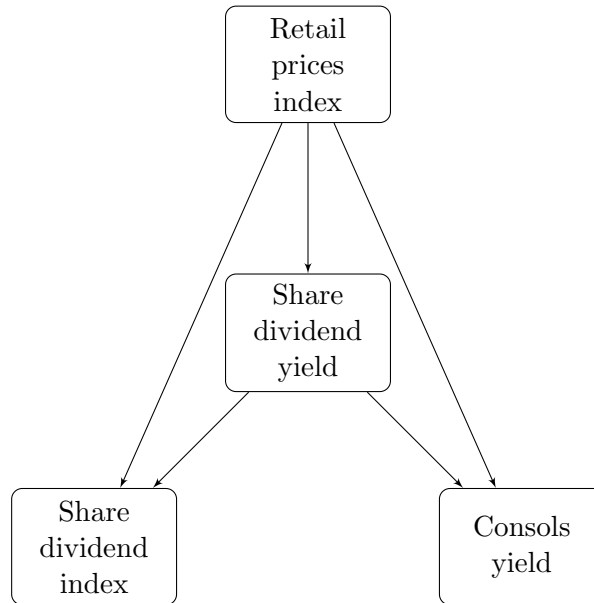 Retail
prices
index
Share
dividend
yield
Share
dividend
index
Consols
yield